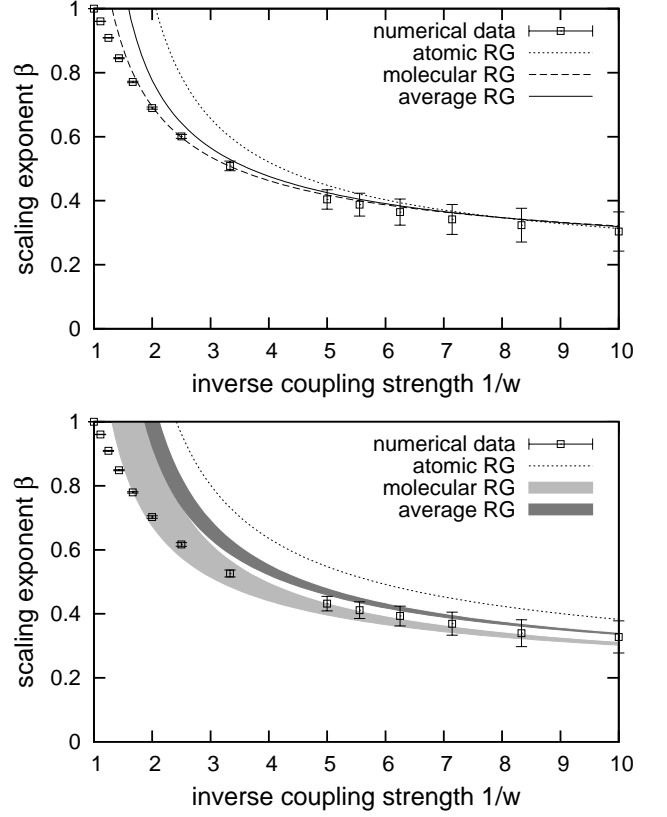 scaling exponent β
1
0.8
0.6
0.4
0.2
0
numerical data
atomic RG
molecular RG
average RG
1 2 3 4 5 6 7 8 9 10
inverse coupling strength 1/w
scaling exponent β
1
0.8
0.6
0.4
0.2
0
numerical data
atomic RG
molecular RG
average RG
1 2 3 4 5 6 7 8 9 10
inverse coupling strength 1/w